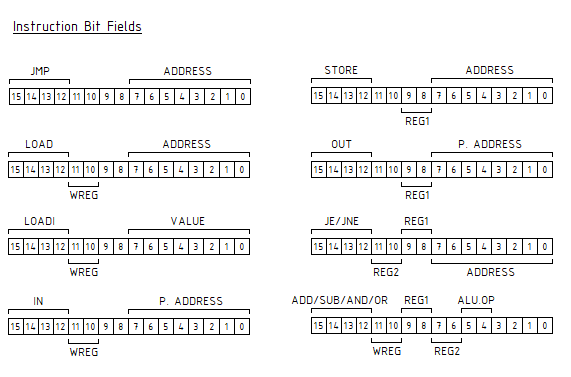 Instruction Bit Fields
JMP ADDRESS
15 14 13 12 11 10 9 8 7 6 5 4 3 2 1 0
STORE ADDRESS
15 14 13 12 11 10 9 8 7 6 5 4 3 2 1 0
REG1
LOAD ADDRESS
15 14 13 12 11 10 9 8 7 6 5 4 3 2 1 0
WREG
OUT P. ADDRESS
15 14 13 12 11 10 9 8 7 6 5 4 3 2 1 0
REG1
LOADI VALUE
15 14 13 12 11 10 9 8 7 6 5 4 3 2 1 0
WREG
JE/JNE REG1
15 14 13 12 11 10 9 8 7 6 5 4 3 2 1 0
REG2 ADDRESS
IN P. ADDRESS
15 14 13 12 11 10 9 8 7 6 5 4 3 2 1 0
WREG
ADD/SUB/AND/OR REG1 ALU.OP
15 14 13 12 11 10 9 8 7 6 5 4 3 2 1 0
WREG REG2